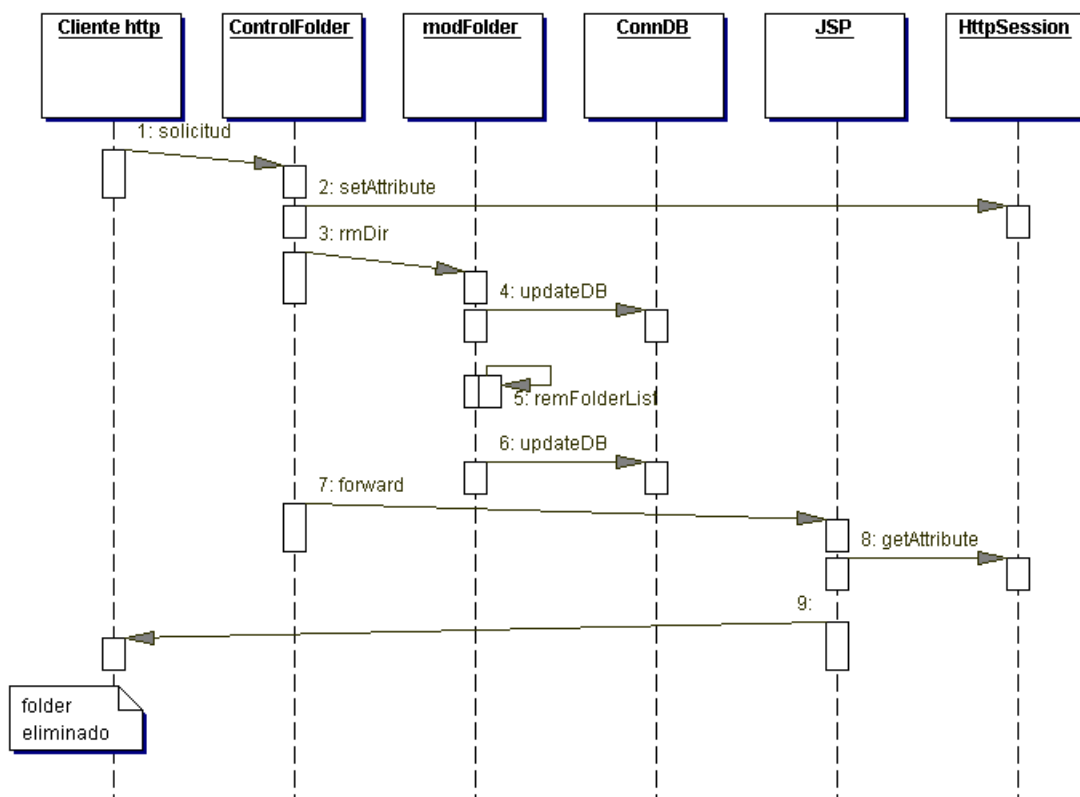 Cliente http
ControlFolder
modFolder
ConnDB
JSP
HttpSession
1: solicitud
2: setAttribute
3: rmDir
4: updateDB
5: remFolderList
6: updateDB
7: forward
8: getAttribute
9:
folder
eliminado